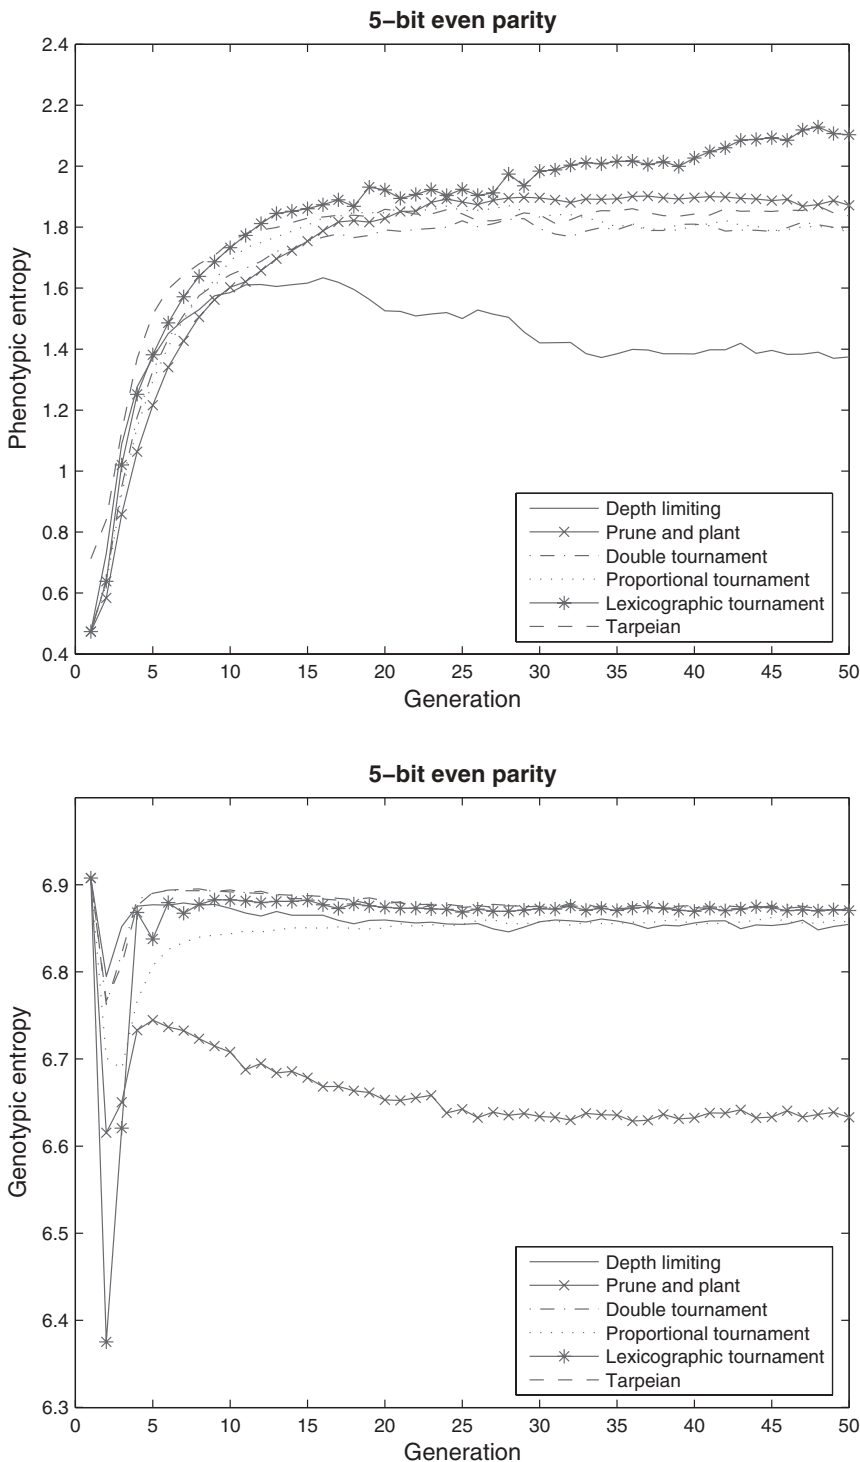 5−bit even parity
2.4
2.2
2
1.8
1.6
1.4
1.2
1
0.8
0.6
0.4
Phenotypic entropy
Depth limiting
Prune and plant
Double tournament
Proportional tournament
Lexicographic tournament
Tarpeian
0 5 10 15 20 25 30 35 40 45 50
Generation
5−bit even parity
6.9
6.8
6.7
6.6
6.5
6.4
6.3
Genotypic entropy
Depth limiting
Prune and plant
Double tournament
Proportional tournament
Lexicographic tournament
Tarpeian
0 5 10 15 20 25 30 35 40 45 50
Generation